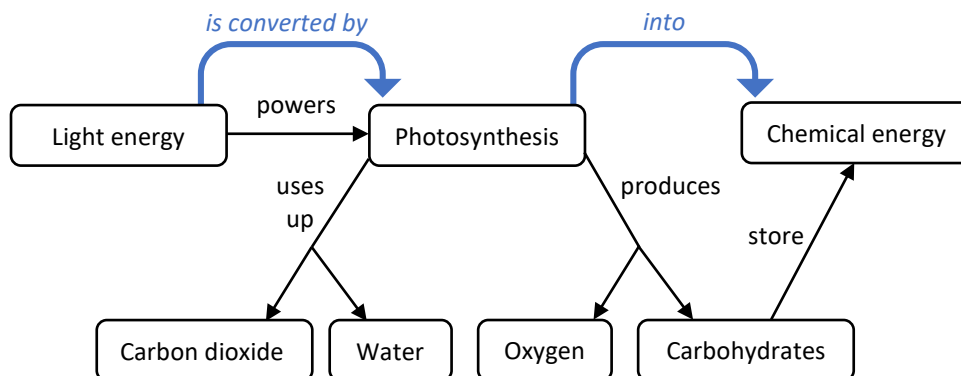 is converted by
into
powers
Light energy
Photosynthesis
Chemical energy
uses
up
produces
store
Carbon dioxide
Water
Oxygen
Carbohydrates